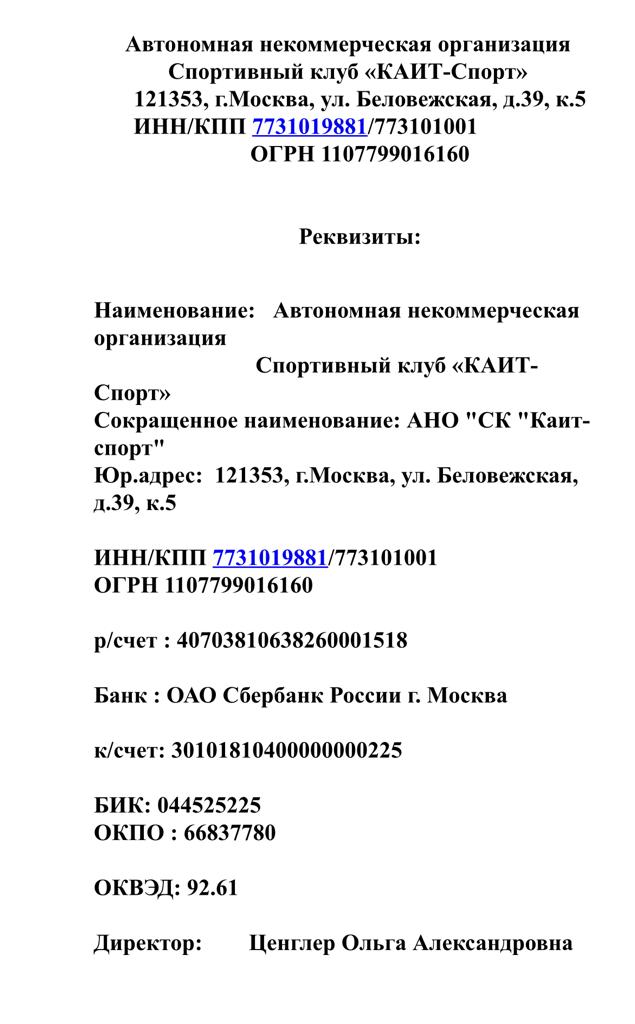 Автономная некоммерческая организация
Спортивный клуб «КАИТ-Спорт»
121353, г.Москва, ул. Беловежская, д.39, к.5
ИНН/КПП 7731019881/773101001
ОГРН 1107799016160
Реквизиты:
Наименование: Автономная некоммерческая
организация
Спортивный клуб «КАИТ-
Спорт»
Сокращенное наименование: АНО "СК "Каит-
спорт"
Юр.адрес: 121353, г.Москва, ул. Беловежская,
д.39, к.5
ИНН/КПП 7731019881/773101001
ОГРН 1107799016160
р/счет : 40703810638260001518
Банк : ОАО Сбербанк России г. Москва
к/счет: 30101810400000000225
БИК: 044525225
ОКПО : 66837780
ОКВЭД: 92.61
Директор: Ценглер Ольга Александровна